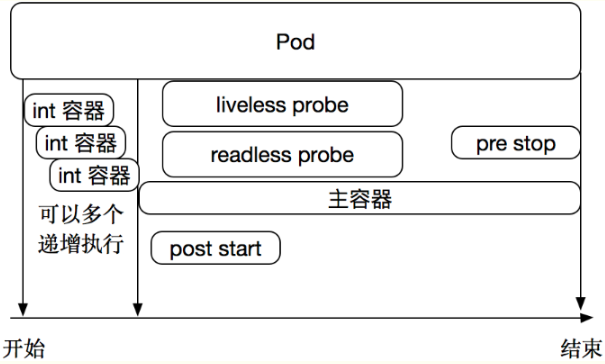 Pod
int 容器
int 容器
int 容器
liveless probe
readless probe
pre stop
主容器
可以多个
递增执行
post start
开始
结束